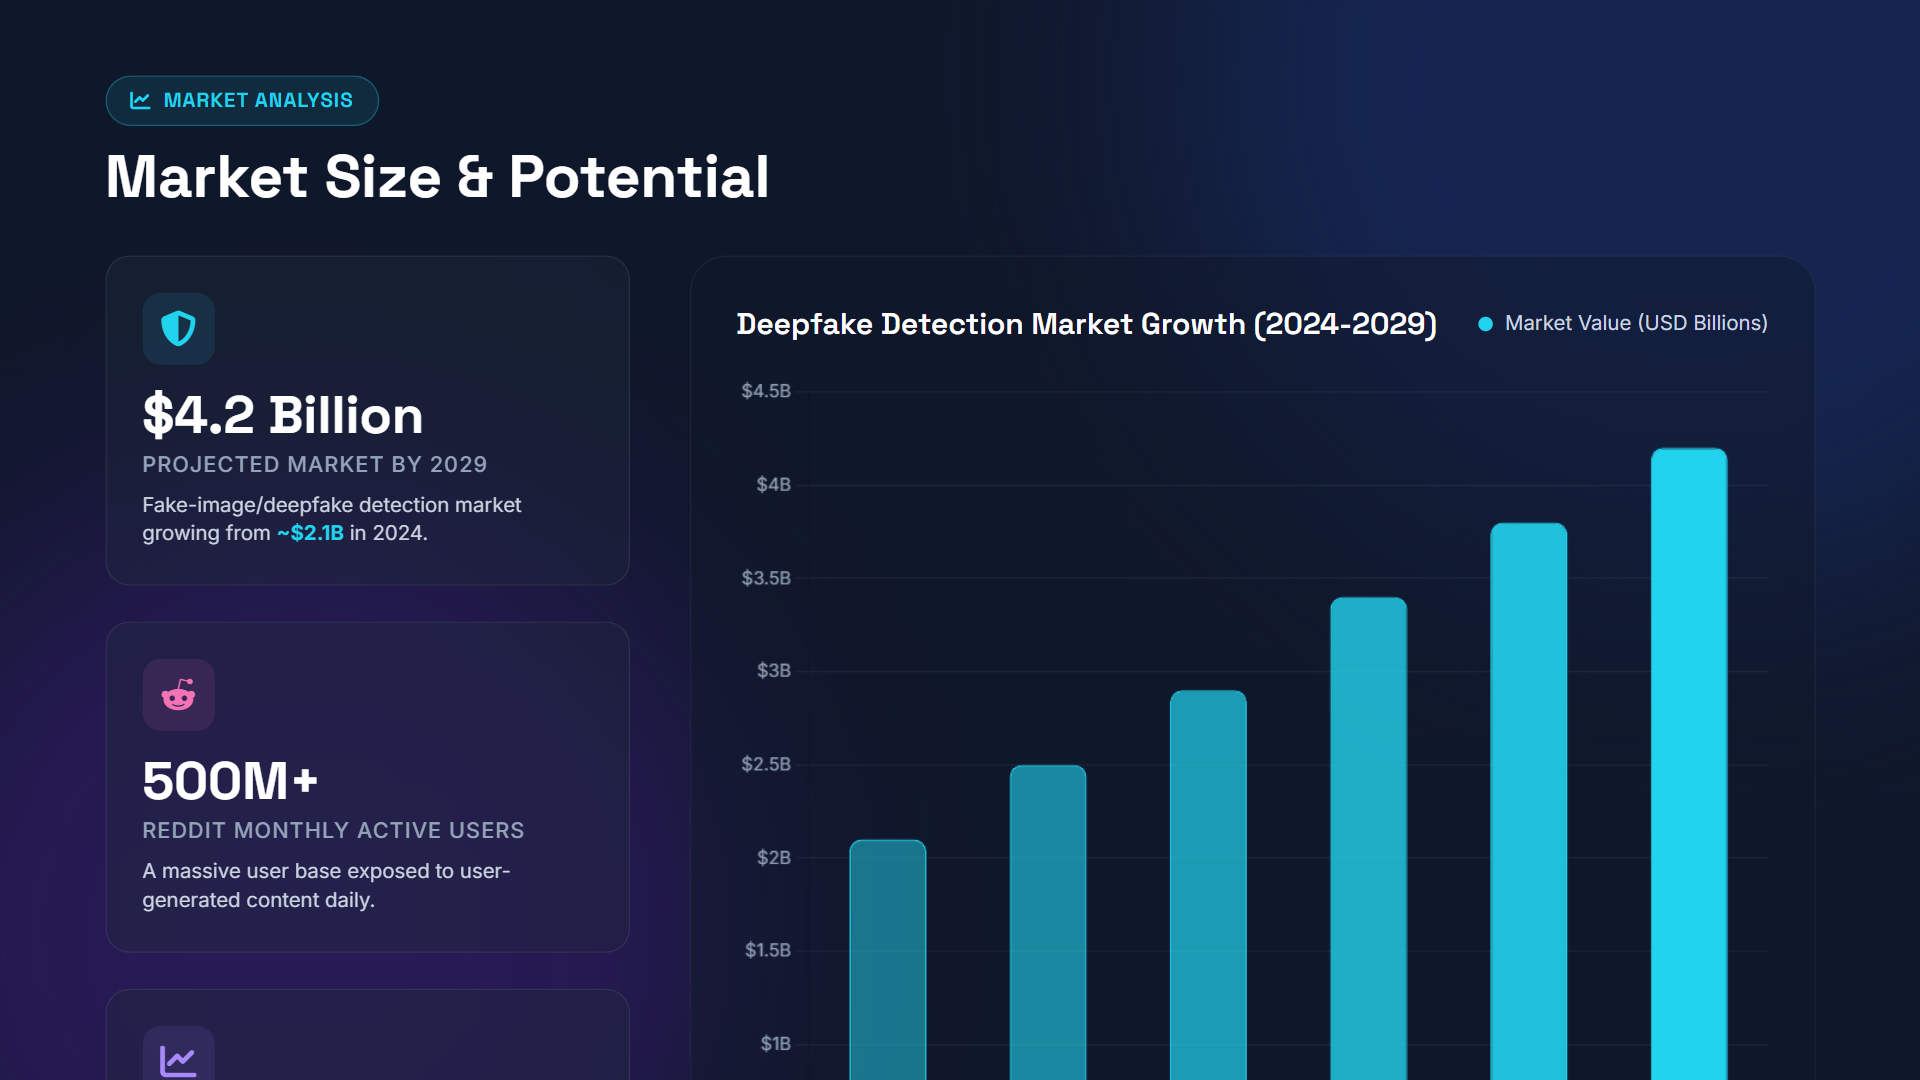 MARKET ANALYSIS
Market Size & Potential
$4.2 Billion
PROJECTED MARKET BY 2029
Fake-image/deepfake detection market
growing from ~$2.1B in 2024.
500M+
REDDIT MONTHLY ACTIVE USERS
A massive user base exposed to user-
generated content daily.
Deepfake Detection Market Growth (2024-2029)
Market Value (USD Billions)
$4.5B
$4B
$3.5B
$3B
$2.5B
$2B
$1.5B
$1B